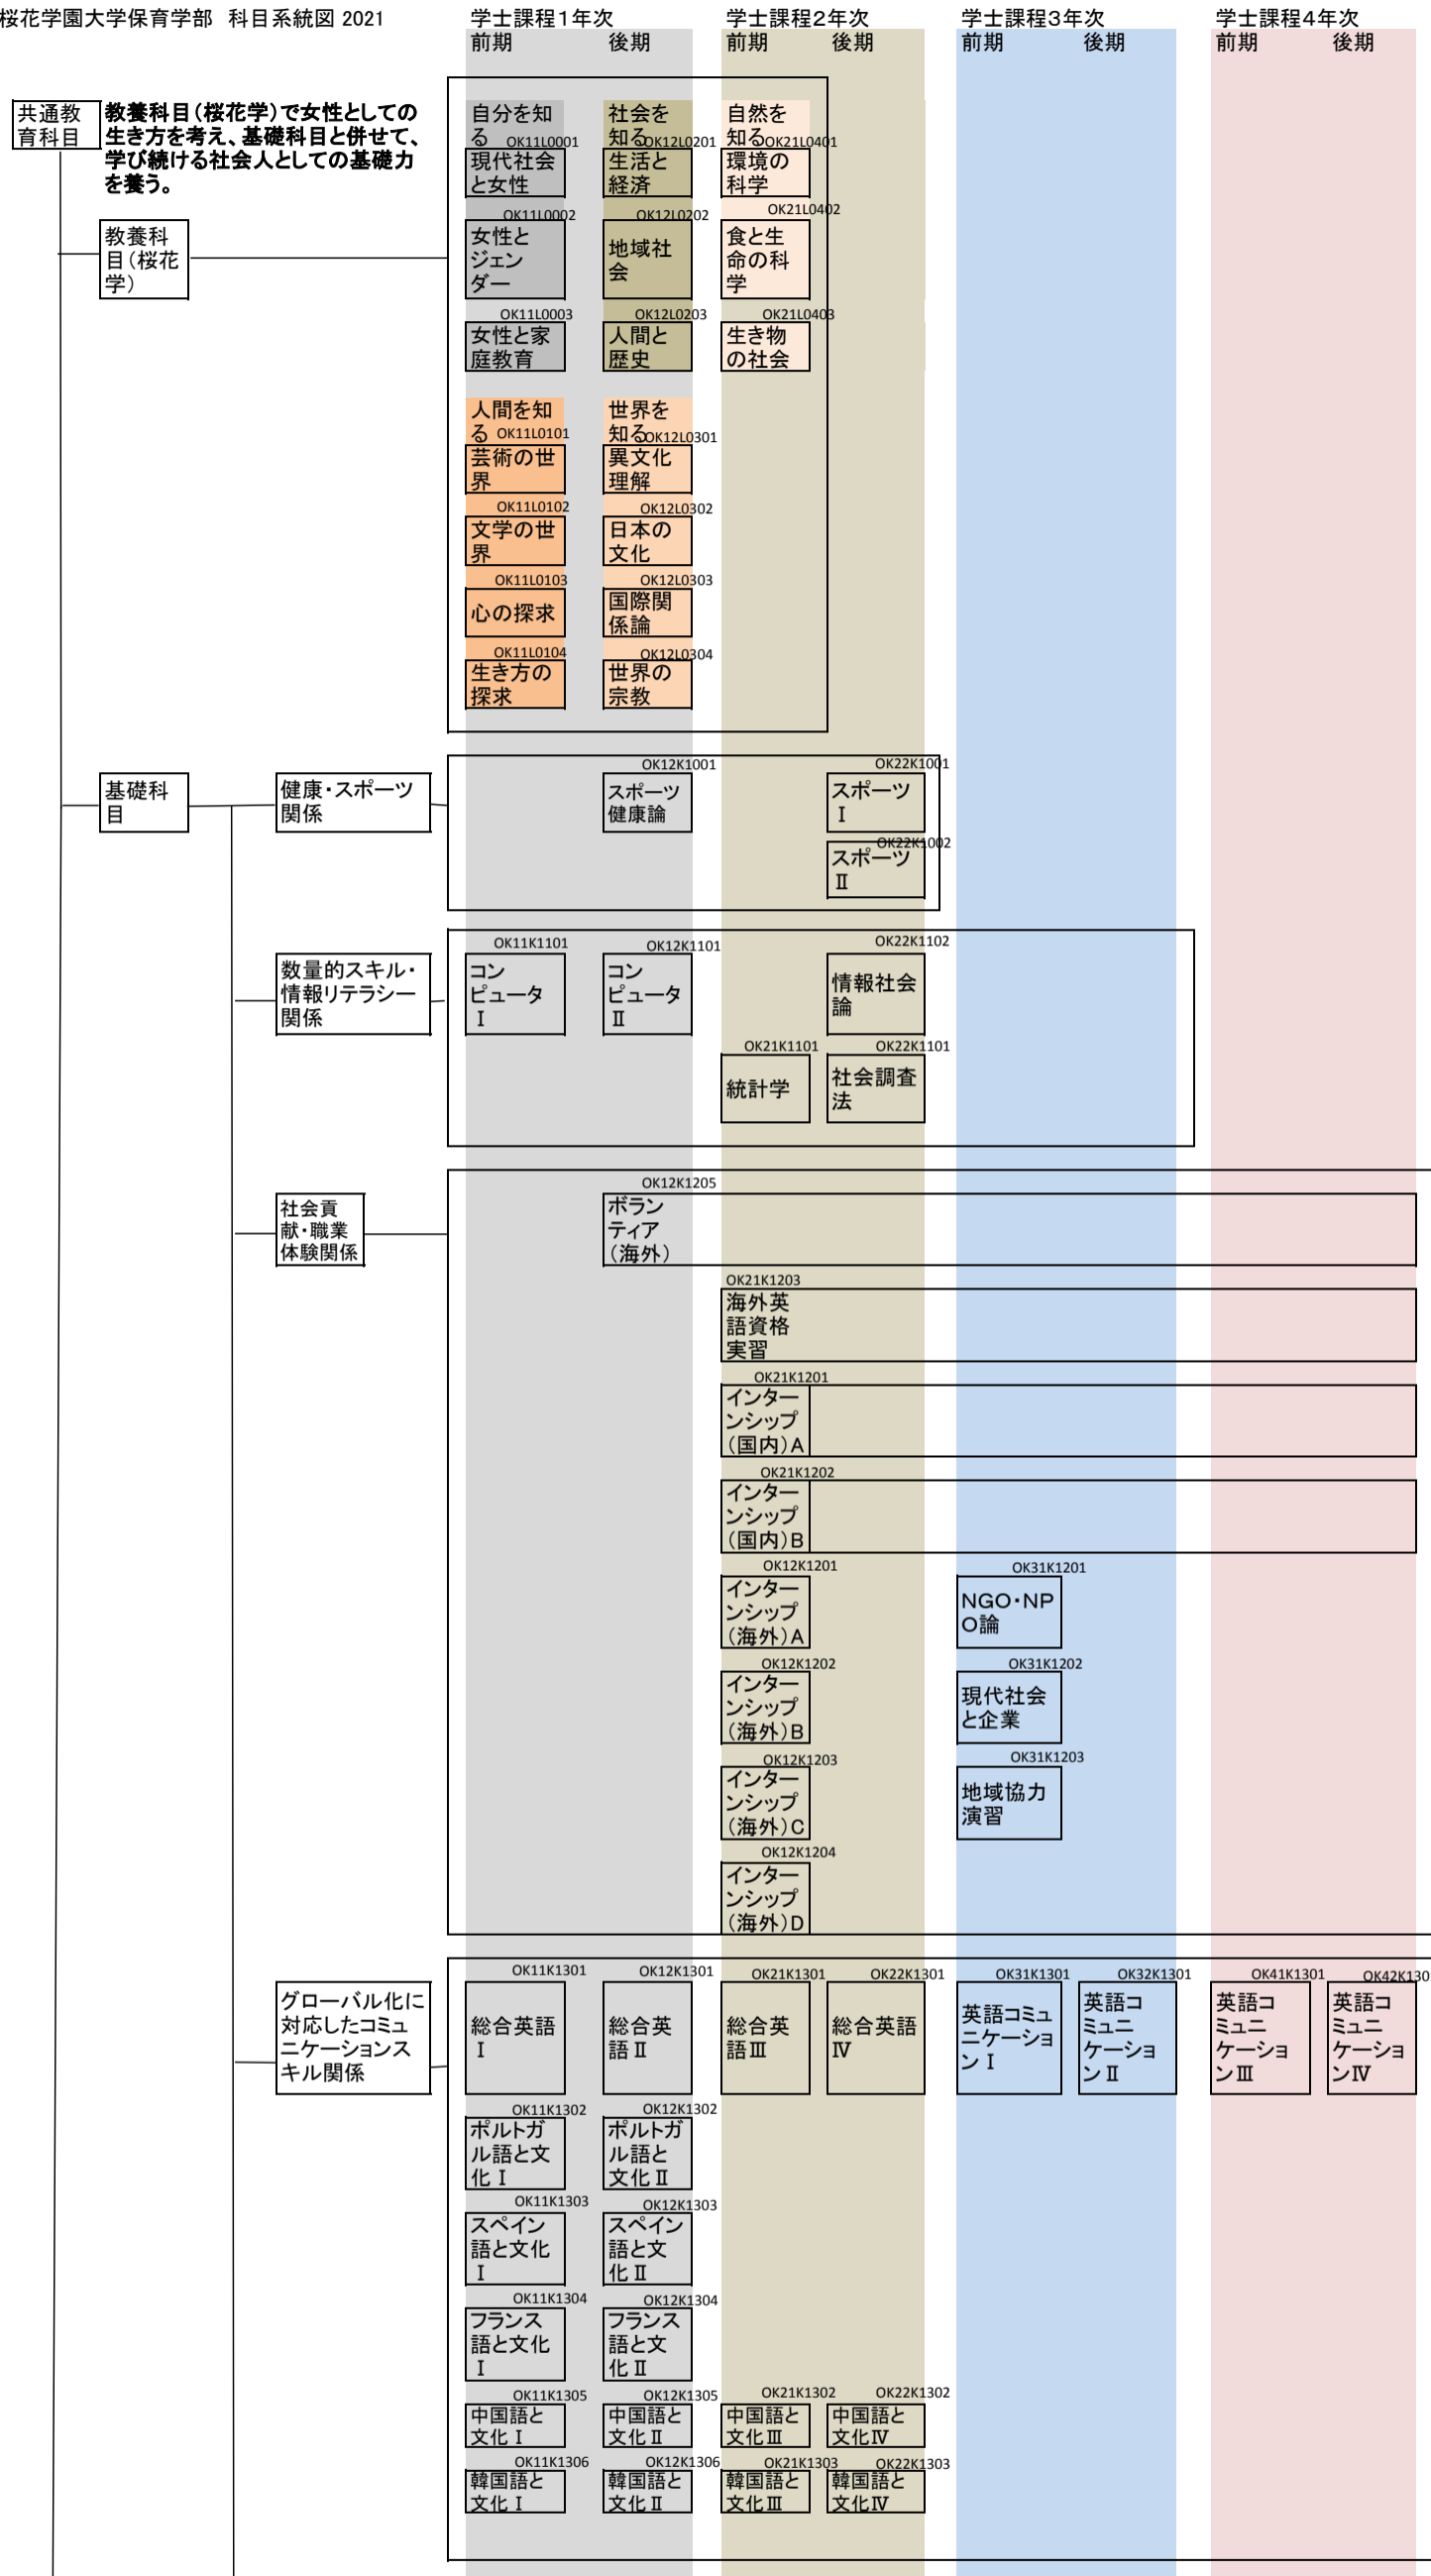 桜花学園大学保育学部 科目系統図 2021
学士課程1年次
学士課程2年次
学士課程3年次
学士課程4年次
前期
後期
前期
後期
前期
後期
前期
後期
共通教
育科目
教養科目(桜花学)で女性としての
生き方を考え、基礎科目と併せて、
学び続ける社会人としての基礎力
を養う。
教養科
目(桜花
学)
自分を知
る
OK11L0001
現代社会
と女性
OK11L0002
女性と
ジェン
ダー
OK11L0003
女性と家
庭教育
社会を
知る
OK12L0201
生活と
経済
OK12L0202
地域社
会
OK12L0203
人間と
歴史
自然を
知る
OK21L0401
環境の
科学
OK21L0402
食と生
命の科
学
OK21L0403
生き物
の社会
人間を知
る
OK11L0101
芸術の世
界
OK11L0102
文学の世
界
OK11L0103
心の探求
OK11L0104
生き方の
探求
世界を
知る
OK12L0301
異文化
理解
OK12L0302
日本の
文化
OK12L0303
国際関
係論
OK12L0304
世界の
宗教
基礎科
目
健康・スポーツ
関係
OK12K1001
スポーツ
健康論
OK22K1001
スポーツ
Ⅰ
OK22K1002
スポーツ
Ⅱ
数量的スキル・
情報リテラシー
関係
OK11K1101
コン
ピュータ
Ⅰ
OK12K1101
コン
ピュータ
Ⅱ
OK22K1102
情報社会
論
OK21K1101
統計学
OK22K1101
社会調査
法
社会貢
献・職業
体験関係
OK12K1205
ボラン
ティア
(海外)
OK21K1203
海外英
語資格
実習
OK21K1201
インター
ンシップ
(国内)A
OK21K1202
インター
ンシップ
(国内)B
OK12K1201
インター
ンシップ
(海外)A
OK31K1201
NGO・NP
O論
OK12K1202
インター
ンシップ
(海外)B
OK31K1202
現代社会
と企業
OK12K1203
インター
ンシップ
(海外)C
OK31K1203
地域協力
演習
OK12K1204
インター
ンシップ
(海外)D
グローバル化に
対応したコミュ
ニケーションス
キル関係
OK11K1301
総合英語
Ⅰ
OK12K1301
総合英
語Ⅱ
OK21K1301
総合英
語Ⅲ
OK22K1301
総合英語
Ⅳ
OK31K1301
英語コミュ
ニケーショ
ンⅠ
OK32K1301
英語コ
ミュニ
ケーショ
ンⅡ
OK41K1301
英語コ
ミュニ
ケーショ
ンⅢ
OK42K130
英語コ
ミュニ
ケーショ
ンⅣ
OK11K1302
ポルトガ
ル語と文
化Ⅰ
OK12K1302
ポルトガ
ル語と
文化Ⅱ
OK11K1303
スペイン
語と文化
Ⅰ
OK12K1303
スペイン
語と文
化Ⅱ
OK11K1304
フランス
語と文化
Ⅰ
OK12K1304
フランス
語と文
化Ⅱ
OK11K1305
中国語と
文化Ⅰ
OK12K1305
中国語と
文化Ⅱ
OK21K1302
中国語と
文化Ⅲ
OK22K1302
中国語と
文化Ⅳ
OK11K1306
韓国語と
文化Ⅰ
OK12K1306
韓国語と
文化Ⅱ
OK21K1303
韓国語と
文化Ⅲ
OK22K1303
韓国語と
文化Ⅳ